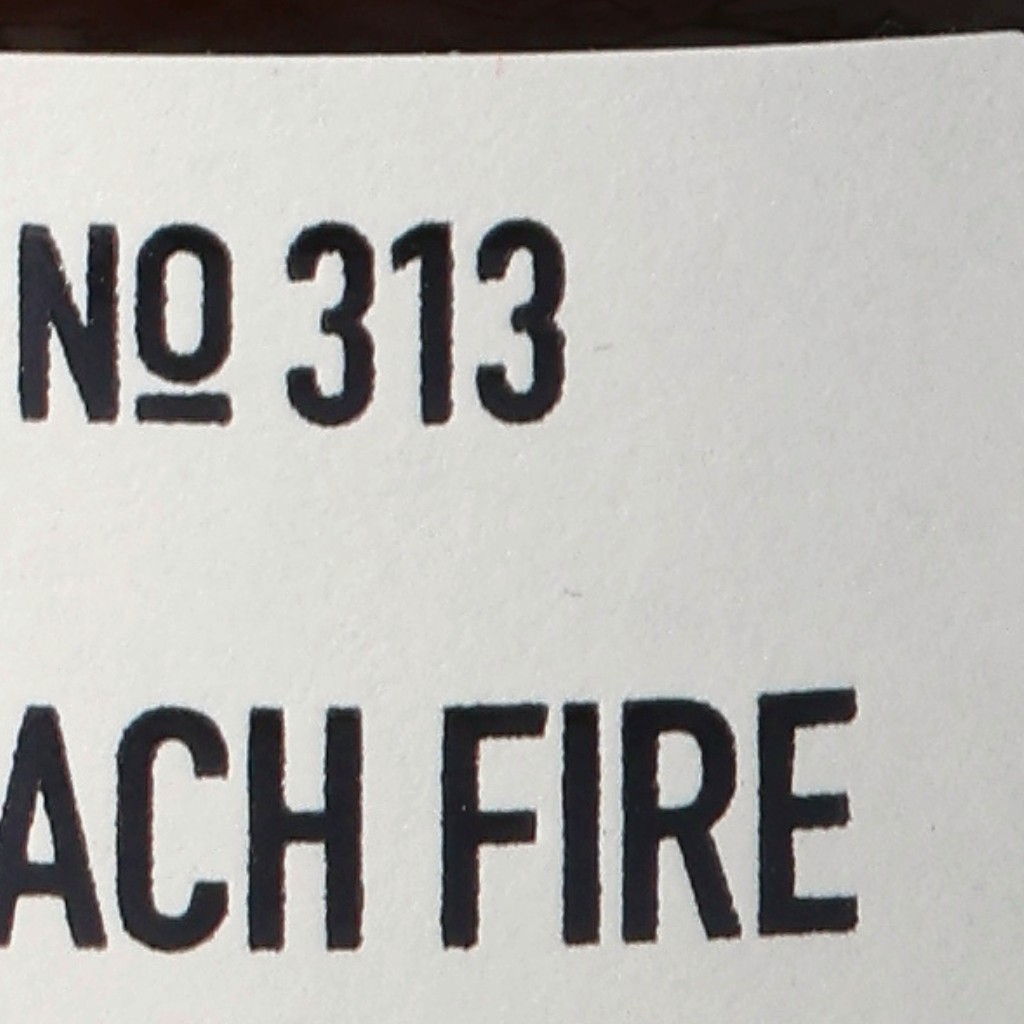 Nº 313
ACH FIRE